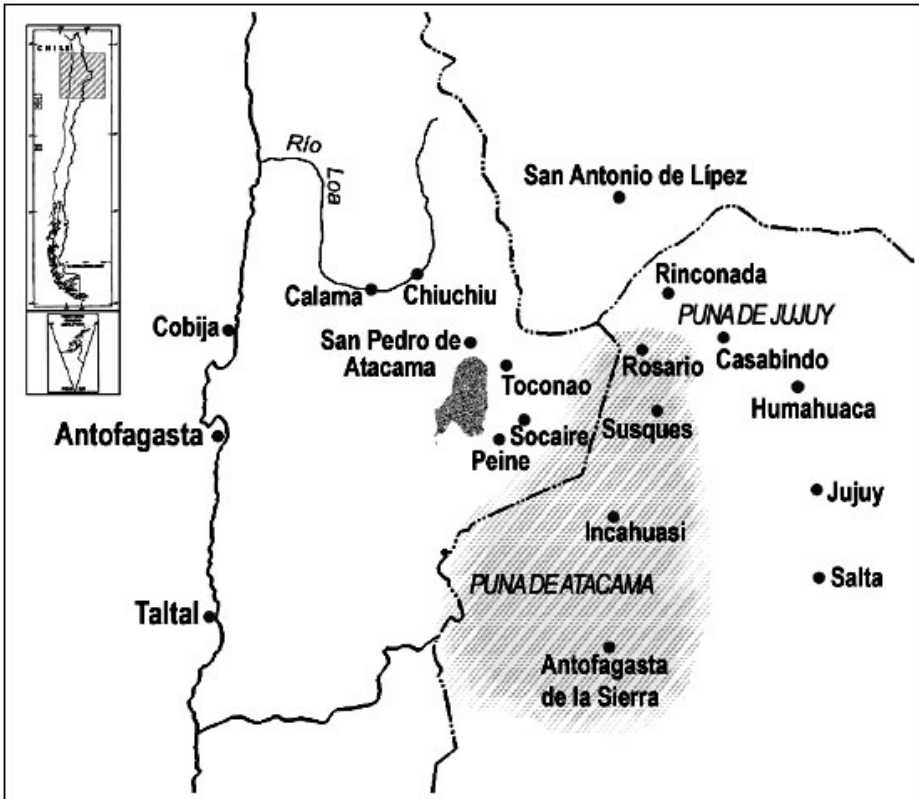 CHILE
Río
Loa
San Antonio de Lípez
Rinconada
Calama
Chiuchiu
PUNA DE JUJUY
Cobija
San Pedro de
Atacama
Casabindo
Rosario
Toconao
Humahuaca
Antofagasta
Socaire
Susques
Peine
Jujuy
Incahuasi
PUNA DE ATACAMA
Salta
Taltal
Antofagasta
de la Sierra